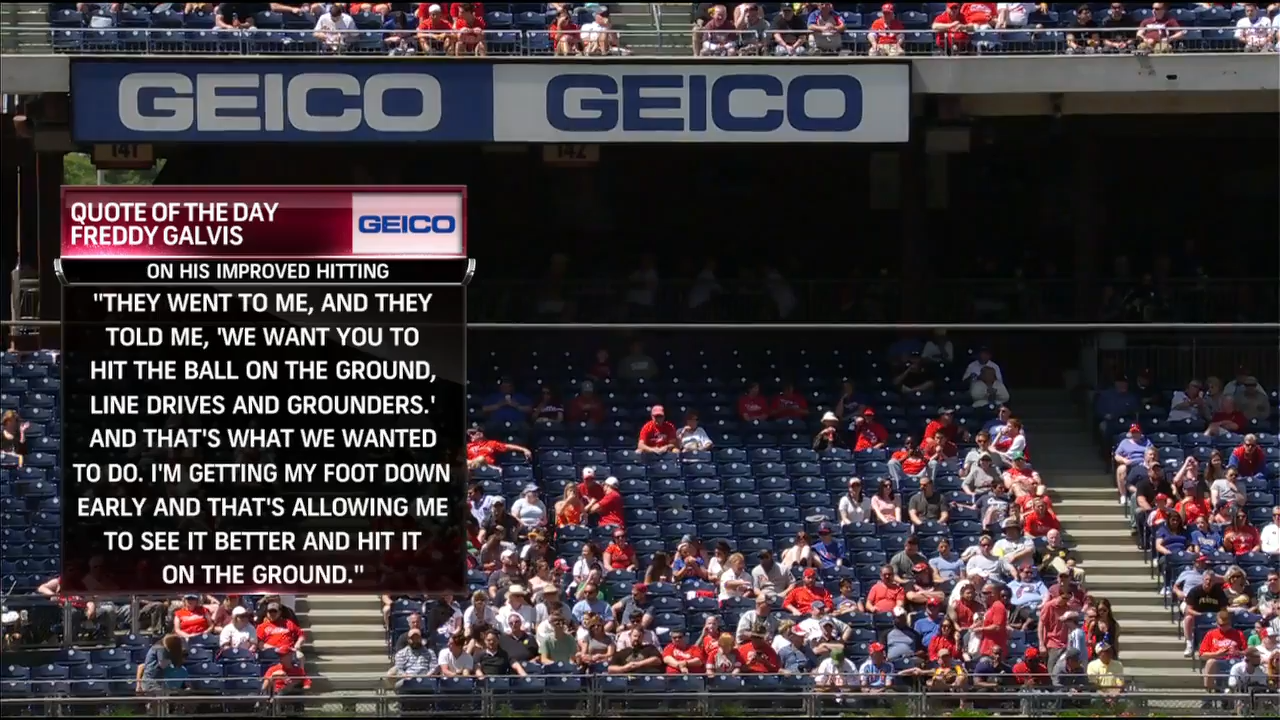 GEICO GEICO
141 142
QUOTE OF THE DAY
FREDDY GALVIS
GEICO
ON HIS IMPROVED HITTING
"THEY WENT TO ME, AND THEY
TOLD ME, 'WE WANT YOU TO
HIT THE BALL ON THE GROUND,
LINE DRIVES AND GROUNDERS.'
AND THAT'S WHAT WE WANTED
TO DO. I'M GETTING MY FOOT DOWN
EARLY AND THAT'S ALLOWING ME
TO SEE IT BETTER AND HIT IT
ON THE GROUND."